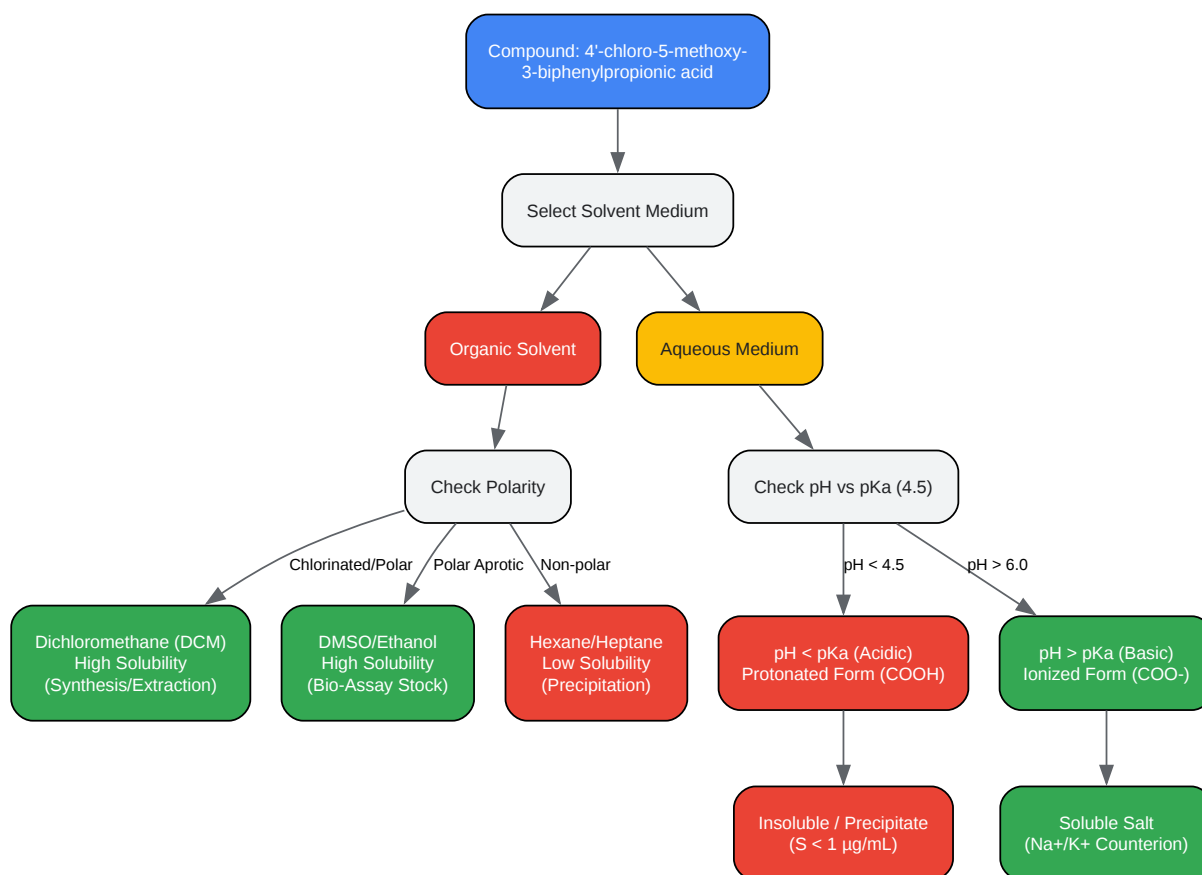 Compound: 4'-chloro-5-methoxy-
3-biphenylpropionic acid
Select Solvent Medium
Organic Solvent
Aqueous Medium
Check Polarity
Check pH vs pKa (4.5)
Chlorinated/Polar
Polar Aprotic
Non-polar
pH < 4.5
pH > 6.0
Dichloromethane (DCM)
High Solubility
(Synthesis/Extraction)
DMSO/Ethanol
High Solubility
(Bio-Assay Stock)
Hexane/Heptane
Low Solubility
(Precipitation)
pH < pKa (Acidic)
Protonated Form (COOH)
pH > pKa (Basic)
Ionized Form (COO-)
Insoluble / Precipitate
(S < 1 µg/mL)
Soluble Salt
(Na+/K+ Counterion)